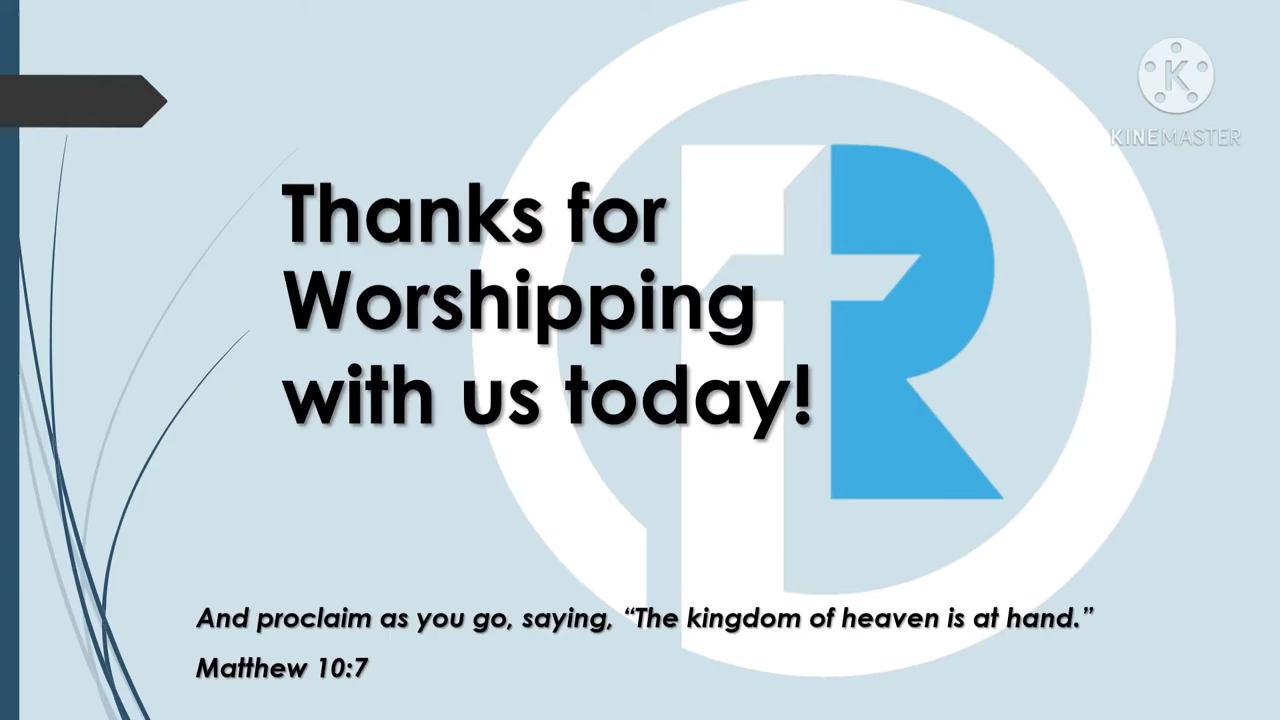 K
KINEMASTER
Thanks for
Worshipping
with us today!
And proclaim as you go, saying, “The kingdom of heaven is at hand.”
Matthew 10:7